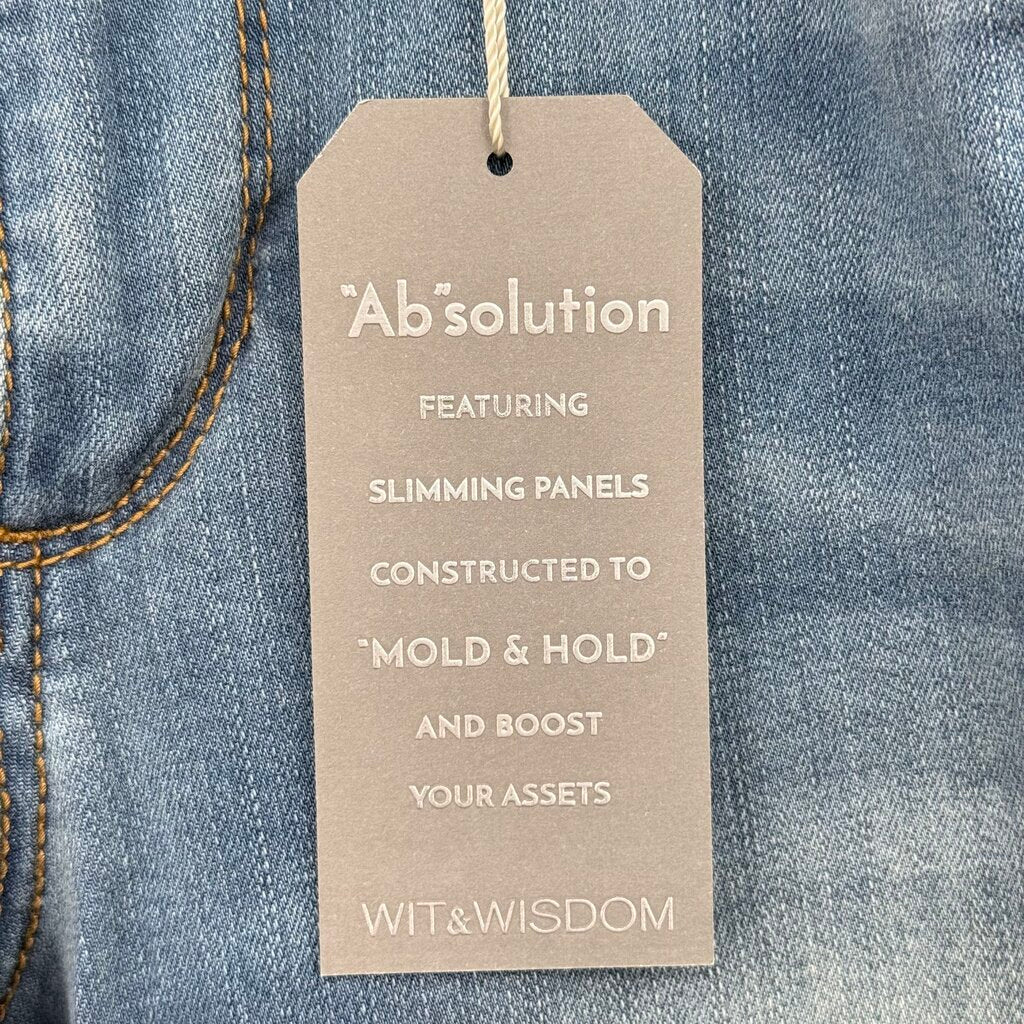 "Ab"solution
FEATURING
SLIMMING PANELS
CONSTRUCTED TO
"MOLD & HOLD"
AND BOOST
YOUR ASSETS
WIT&WISDOM